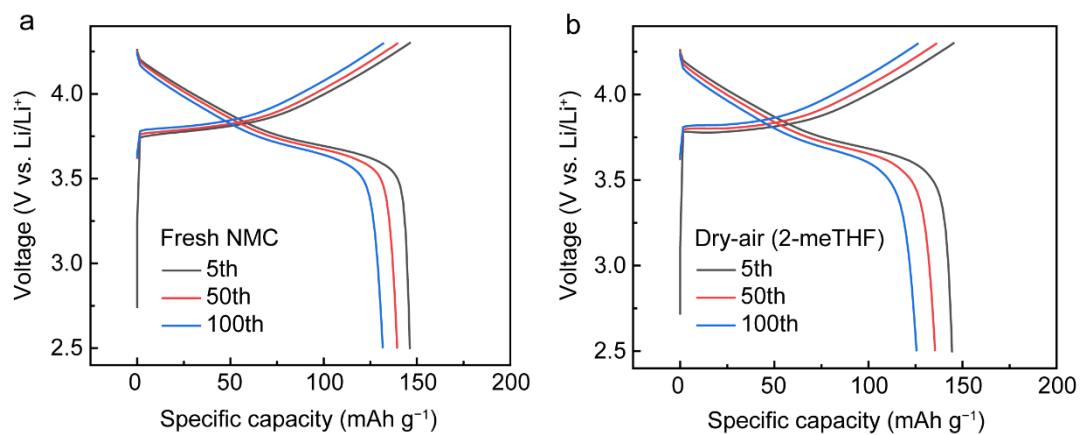 a
Voltage (V vs. Li/Li⁺)
4.0
3.5
3.0
2.5
Fresh NMC
5th
50th
100th
0 50 100 150 200
Specific capacity (mAh g⁻¹)
b
Voltage (V vs. Li/Li⁺)
4.0
3.5
3.0
2.5
Dry-air (2-meTHF)
5th
50th
100th
0 50 100 150 200
Specific capacity (mAh g⁻¹)